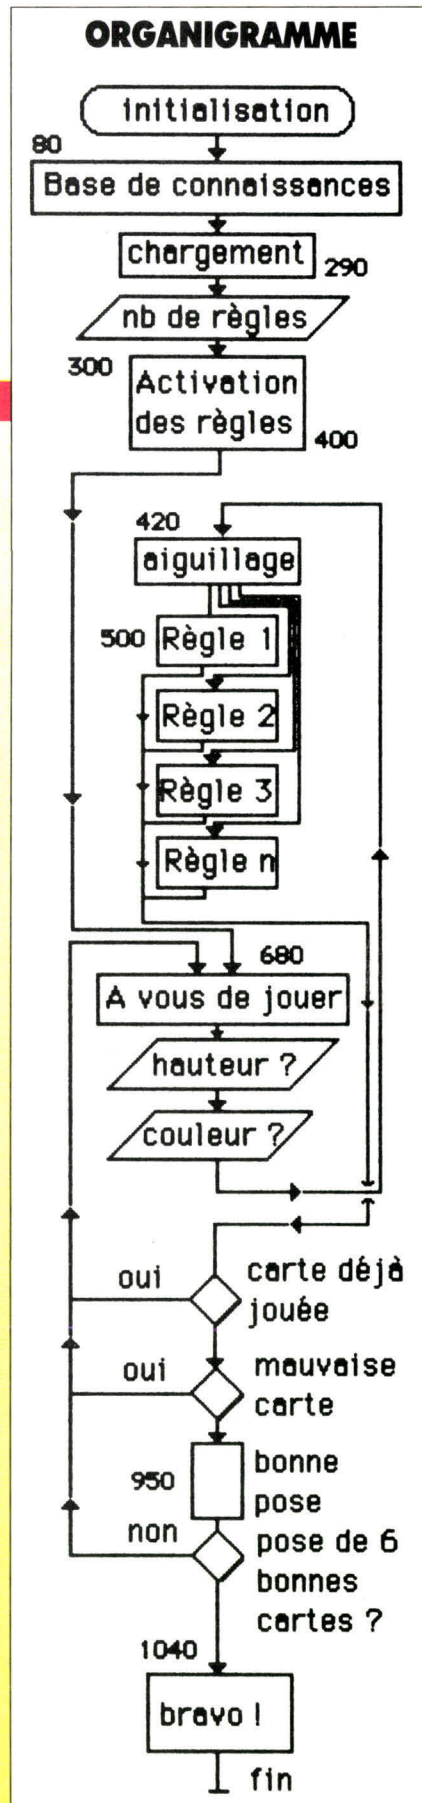 ORGANIGRAMME
initialisation
80
Base de connaissances
chargement
290
nb de règles
300
Activation
des règles
400
420
aiguillage
500
Règle 1
Règle 2
Règle 3
Règle n
680
A vous de jouer
hauteur ?
couleur ?
oui
carte déjà
jouée
oui
mauvaise
carte
950
bonne
pose
non
pose de 6
bonnes
cartes ?
1040
bravo !
fin